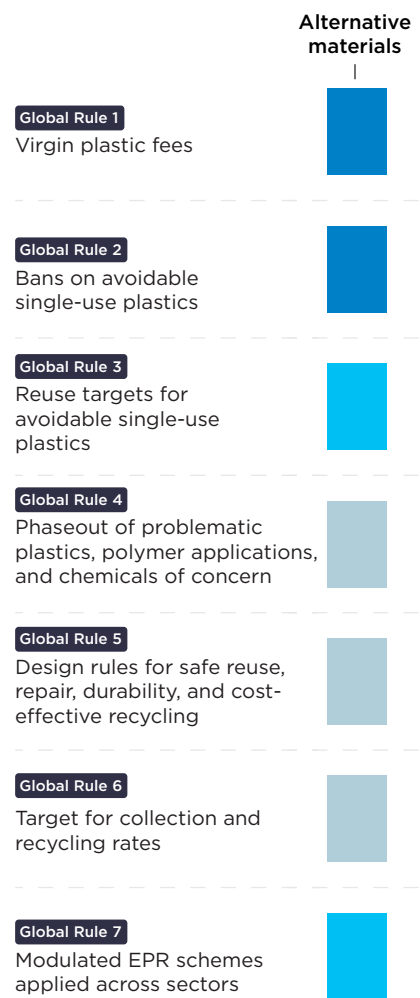 Alternative
materials
Global Rule 1
Virgin plastic fees
Global Rule 2
Bans on avoidable
single-use plastics
Global Rule 3
Reuse targets for
avoidable single-use
plastics
Global Rule 4
Phaseout of problematic
plastics, polymer applications,
and chemicals of concern
Global Rule 5
Design rules for safe reuse,
repair, durability, and cost-
effective recycling
Global Rule 6
Target for collection and
recycling rates
Global Rule 7
Modulated EPR schemes
applied across sectors